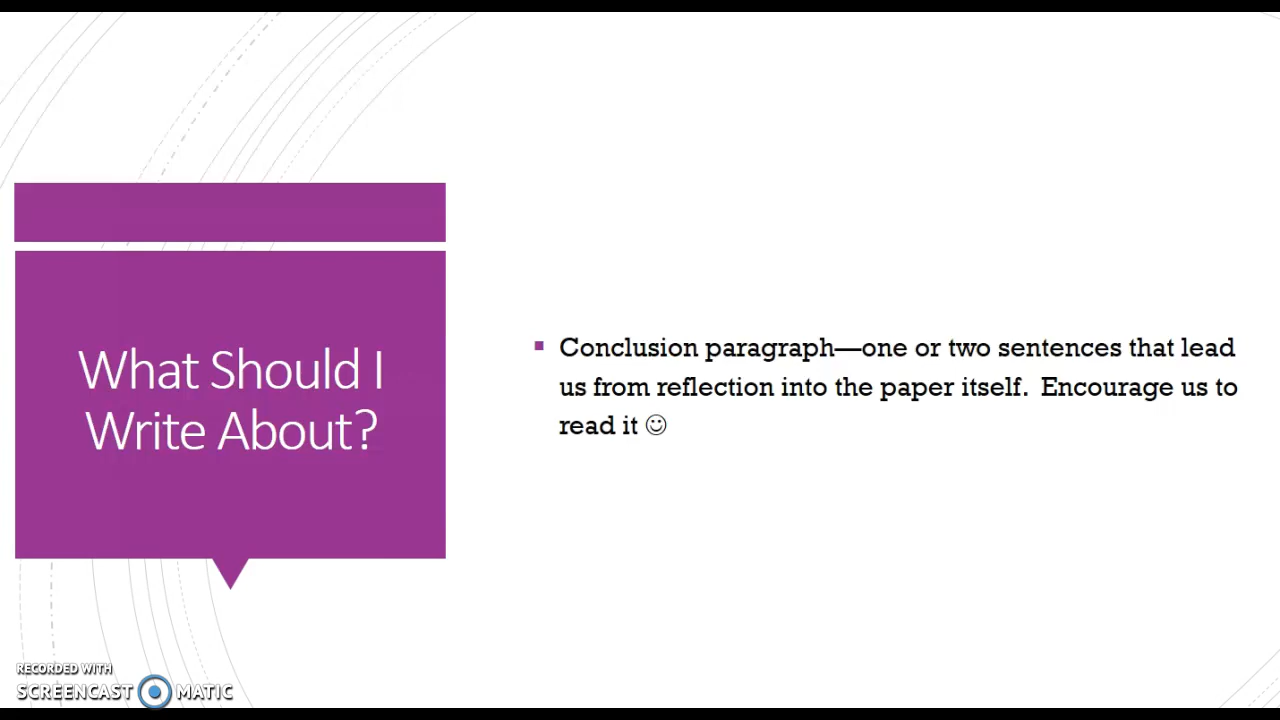 What Should I
Write About?
▪ Conclusion paragraph—one or two sentences that lead
us from reflection into the paper itself.  Encourage us to
read it ☺
RECORDED WITH
SCREENCAST MATIC